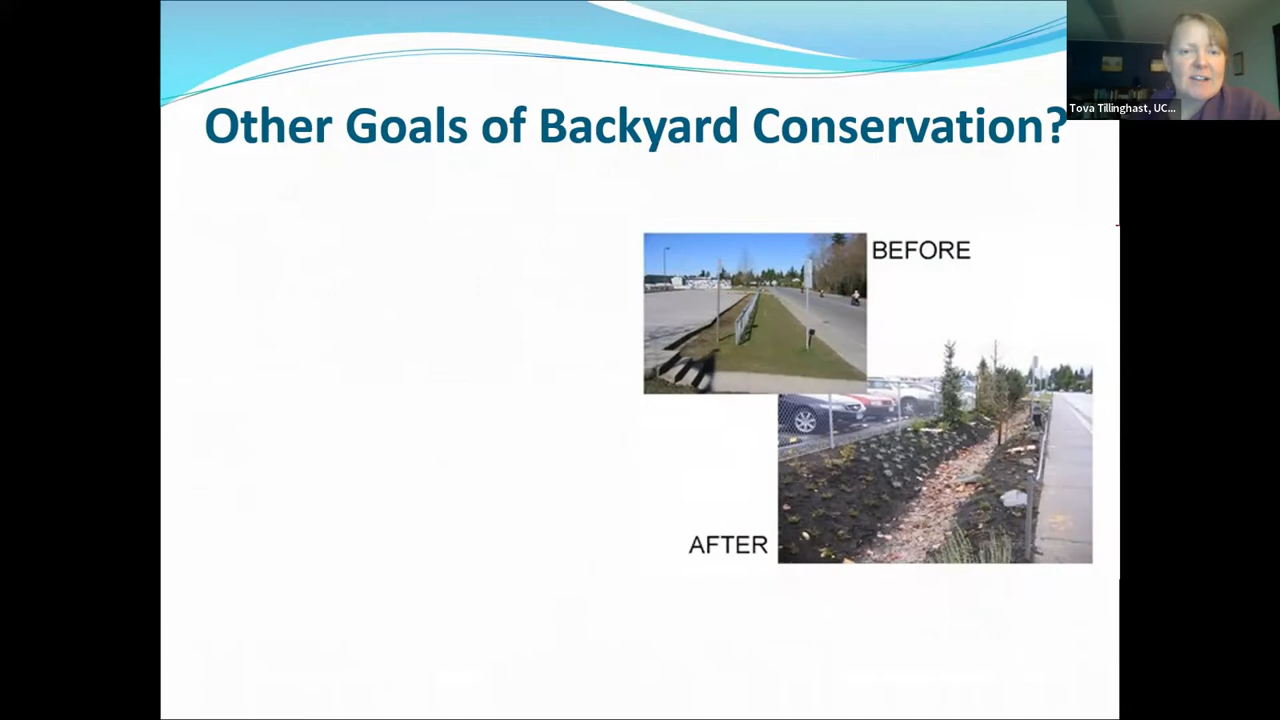 Other Goals of Backyard Conservation?
Tova Tillinghast, UC...
BEFORE
AFTER